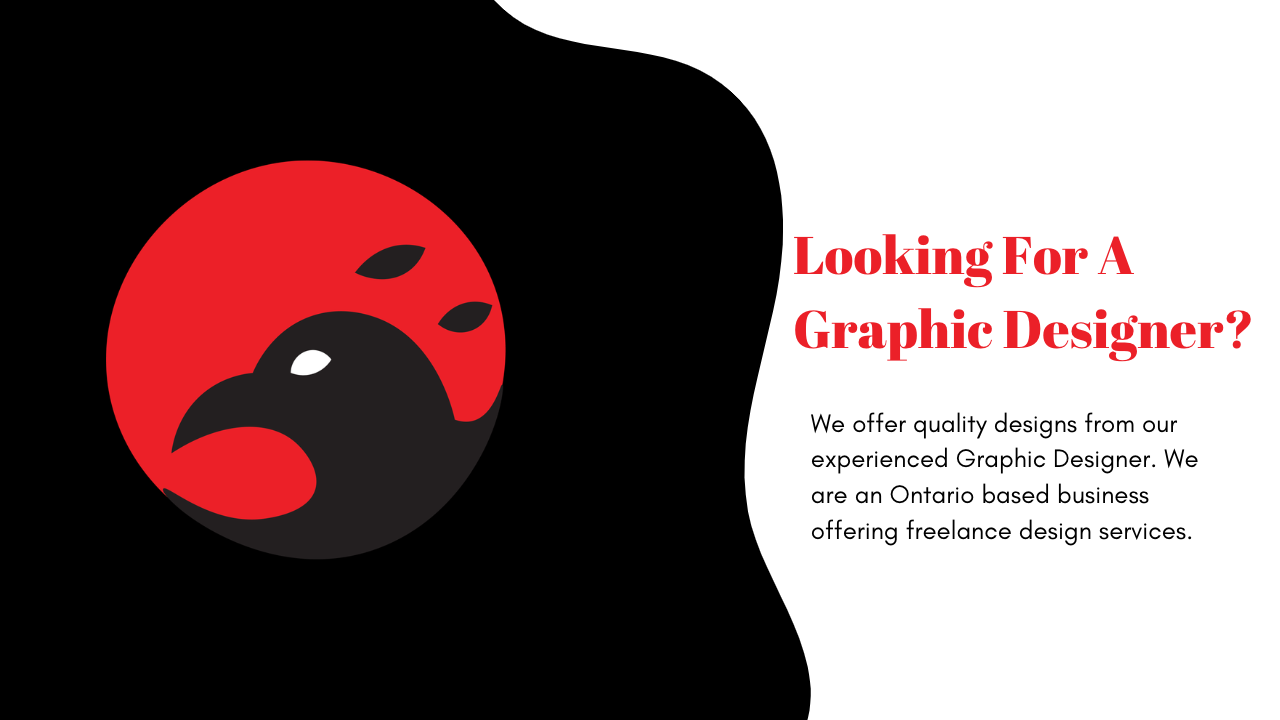 Looking For A
Graphic Designer?
We offer quality designs from our
experienced Graphic Designer. We
are an Ontario based business
offering freelance design services.